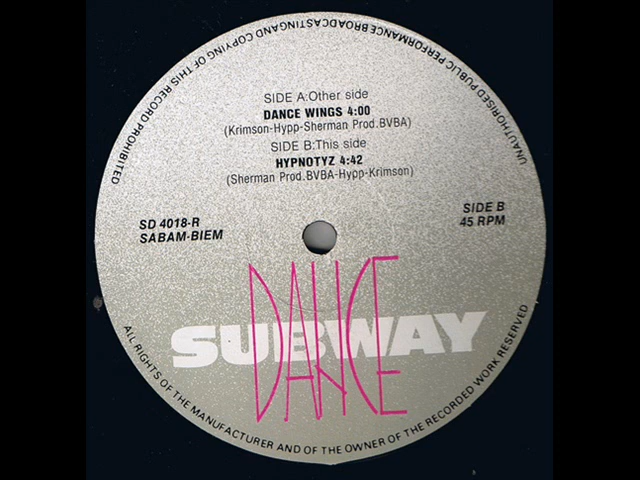 UNAUTHORISED PUBLIC PERFORMANCE BROADCASTING AND COPYING OF THIS RECORD PROHIBITED
SIDE A:Other side
DANCE WINGS 4:00
(Krimson-Hypp-Sherman Prod.BVBA)
SIDE B:This side
HYPNOTYZ 4:42
(Sherman Prod.BVBA-Hypp-Krimson)
SD 4018-R
SABAM-BIEM
SIDE B
45 RPM
DANCE
SUBWAY
ALL RIGHTS OF THE MANUFACTURER AND OF THE OWNER OF THE RECORDED WORK RESERVED